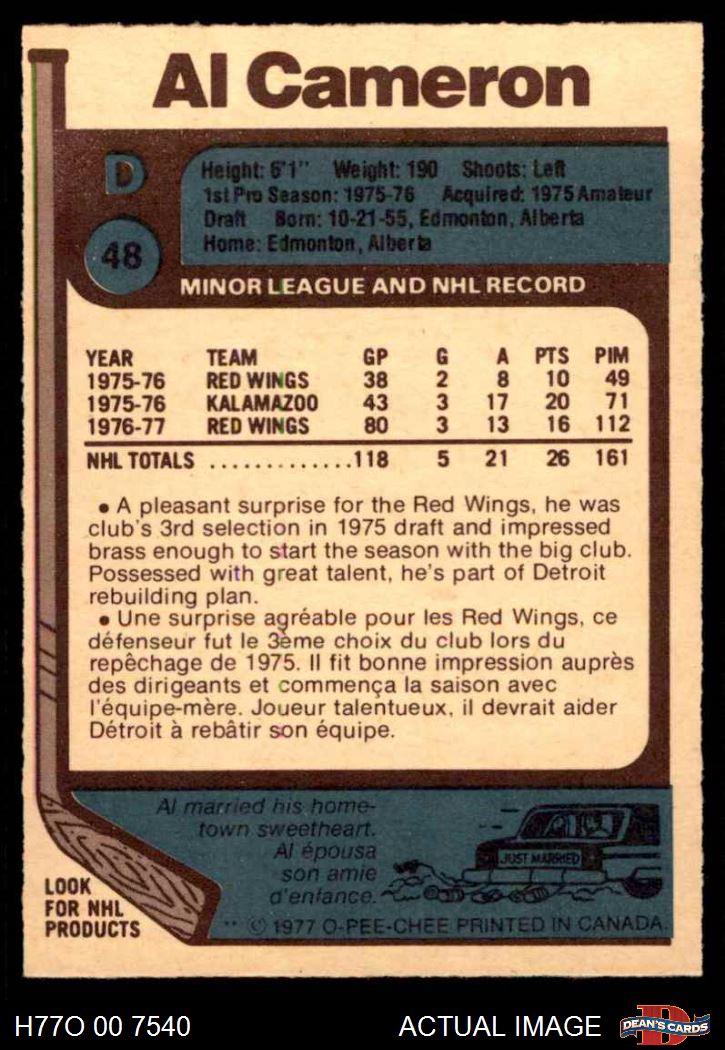 Al Cameron
D
48
Height: 6'1" Weight: 190 Shoots: Left
1st Pro Season: 1975-76 Acquired: 1975 Amateur
Draft Born: 10-21-55, Edmonton, Alberta
Home: Edmonton, Alberta
MINOR LEAGUE AND NHL RECORD
YEAR TEAM GP G A PTS PIM
1975-76 RED WINGS 38 2 8 10 49
1975-76 KALAMAZOO 43 3 17 20 71
1976-77 RED WINGS 80 3 13 16 112
NHL TOTALS .............118 5 21 26 161
• A pleasant surprise for the Red Wings, he was
club's 3rd selection in 1975 draft and impressed
brass enough to start the season with the big club.
Possessed with great talent, he's part of Detroit
rebuilding plan.
• Une surprise agréable pour les Red Wings, ce
défenseur fut le 3ème choix du club lors du
repêchage de 1975. Il fit bonne impression auprès
des dirigeants et commença la saison avec
l'équipe-mère. Joueur talentueux, il devrait aider
Détroit à rebâtir son équipe.
Al married his home-
town sweetheart.
Al épousa
son amie
d'enfance.
JUST MARRIED
LOOK
FOR NHL
PRODUCTS
** © 1977 O-PEE-CHEE PRINTED IN CANADA.
H77O 00 7540
ACTUAL IMAGE
D
DEAN'S CARDS